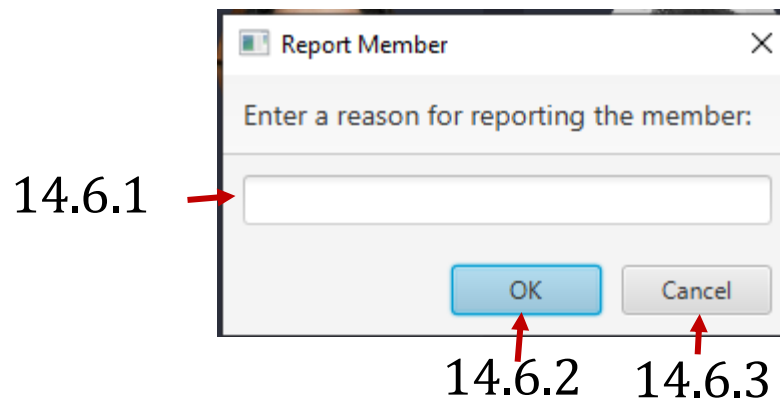 Report Member
Enter a reason for reporting the member:
14.6.1
OK Cancel
14.6.2 14.6.3